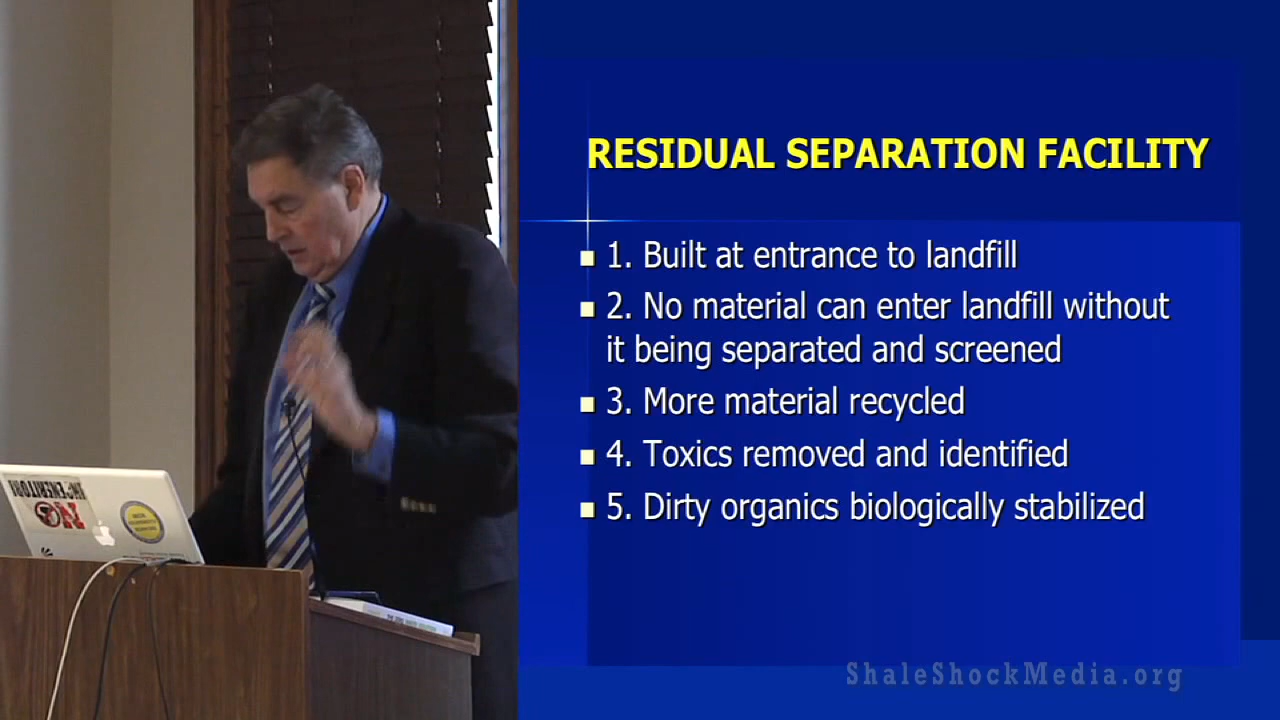 RESIDUAL SEPARATION FACILITY
1. Built at entrance to landfill
2. No material can enter landfill without
it being separated and screened
3. More material recycled
4. Toxics removed and identified
5. Dirty organics biologically stabilized
NO
ShaleShockMedia.org